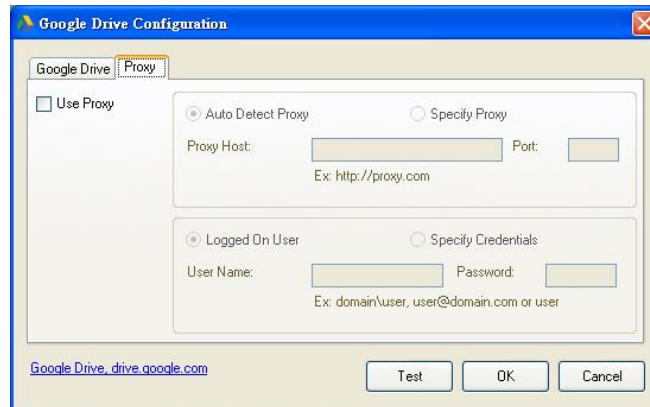 Google Drive Configuration
Google Drive Proxy
Use Proxy
Auto Detect Proxy Specify Proxy
Proxy Host: Port:
Ex: http://proxy.com
Logged On User Specify Credentials
User Name: Password:
Ex: domain\user, user@domain.com or user
Google Drive, drive.google.com
Test OK Cancel